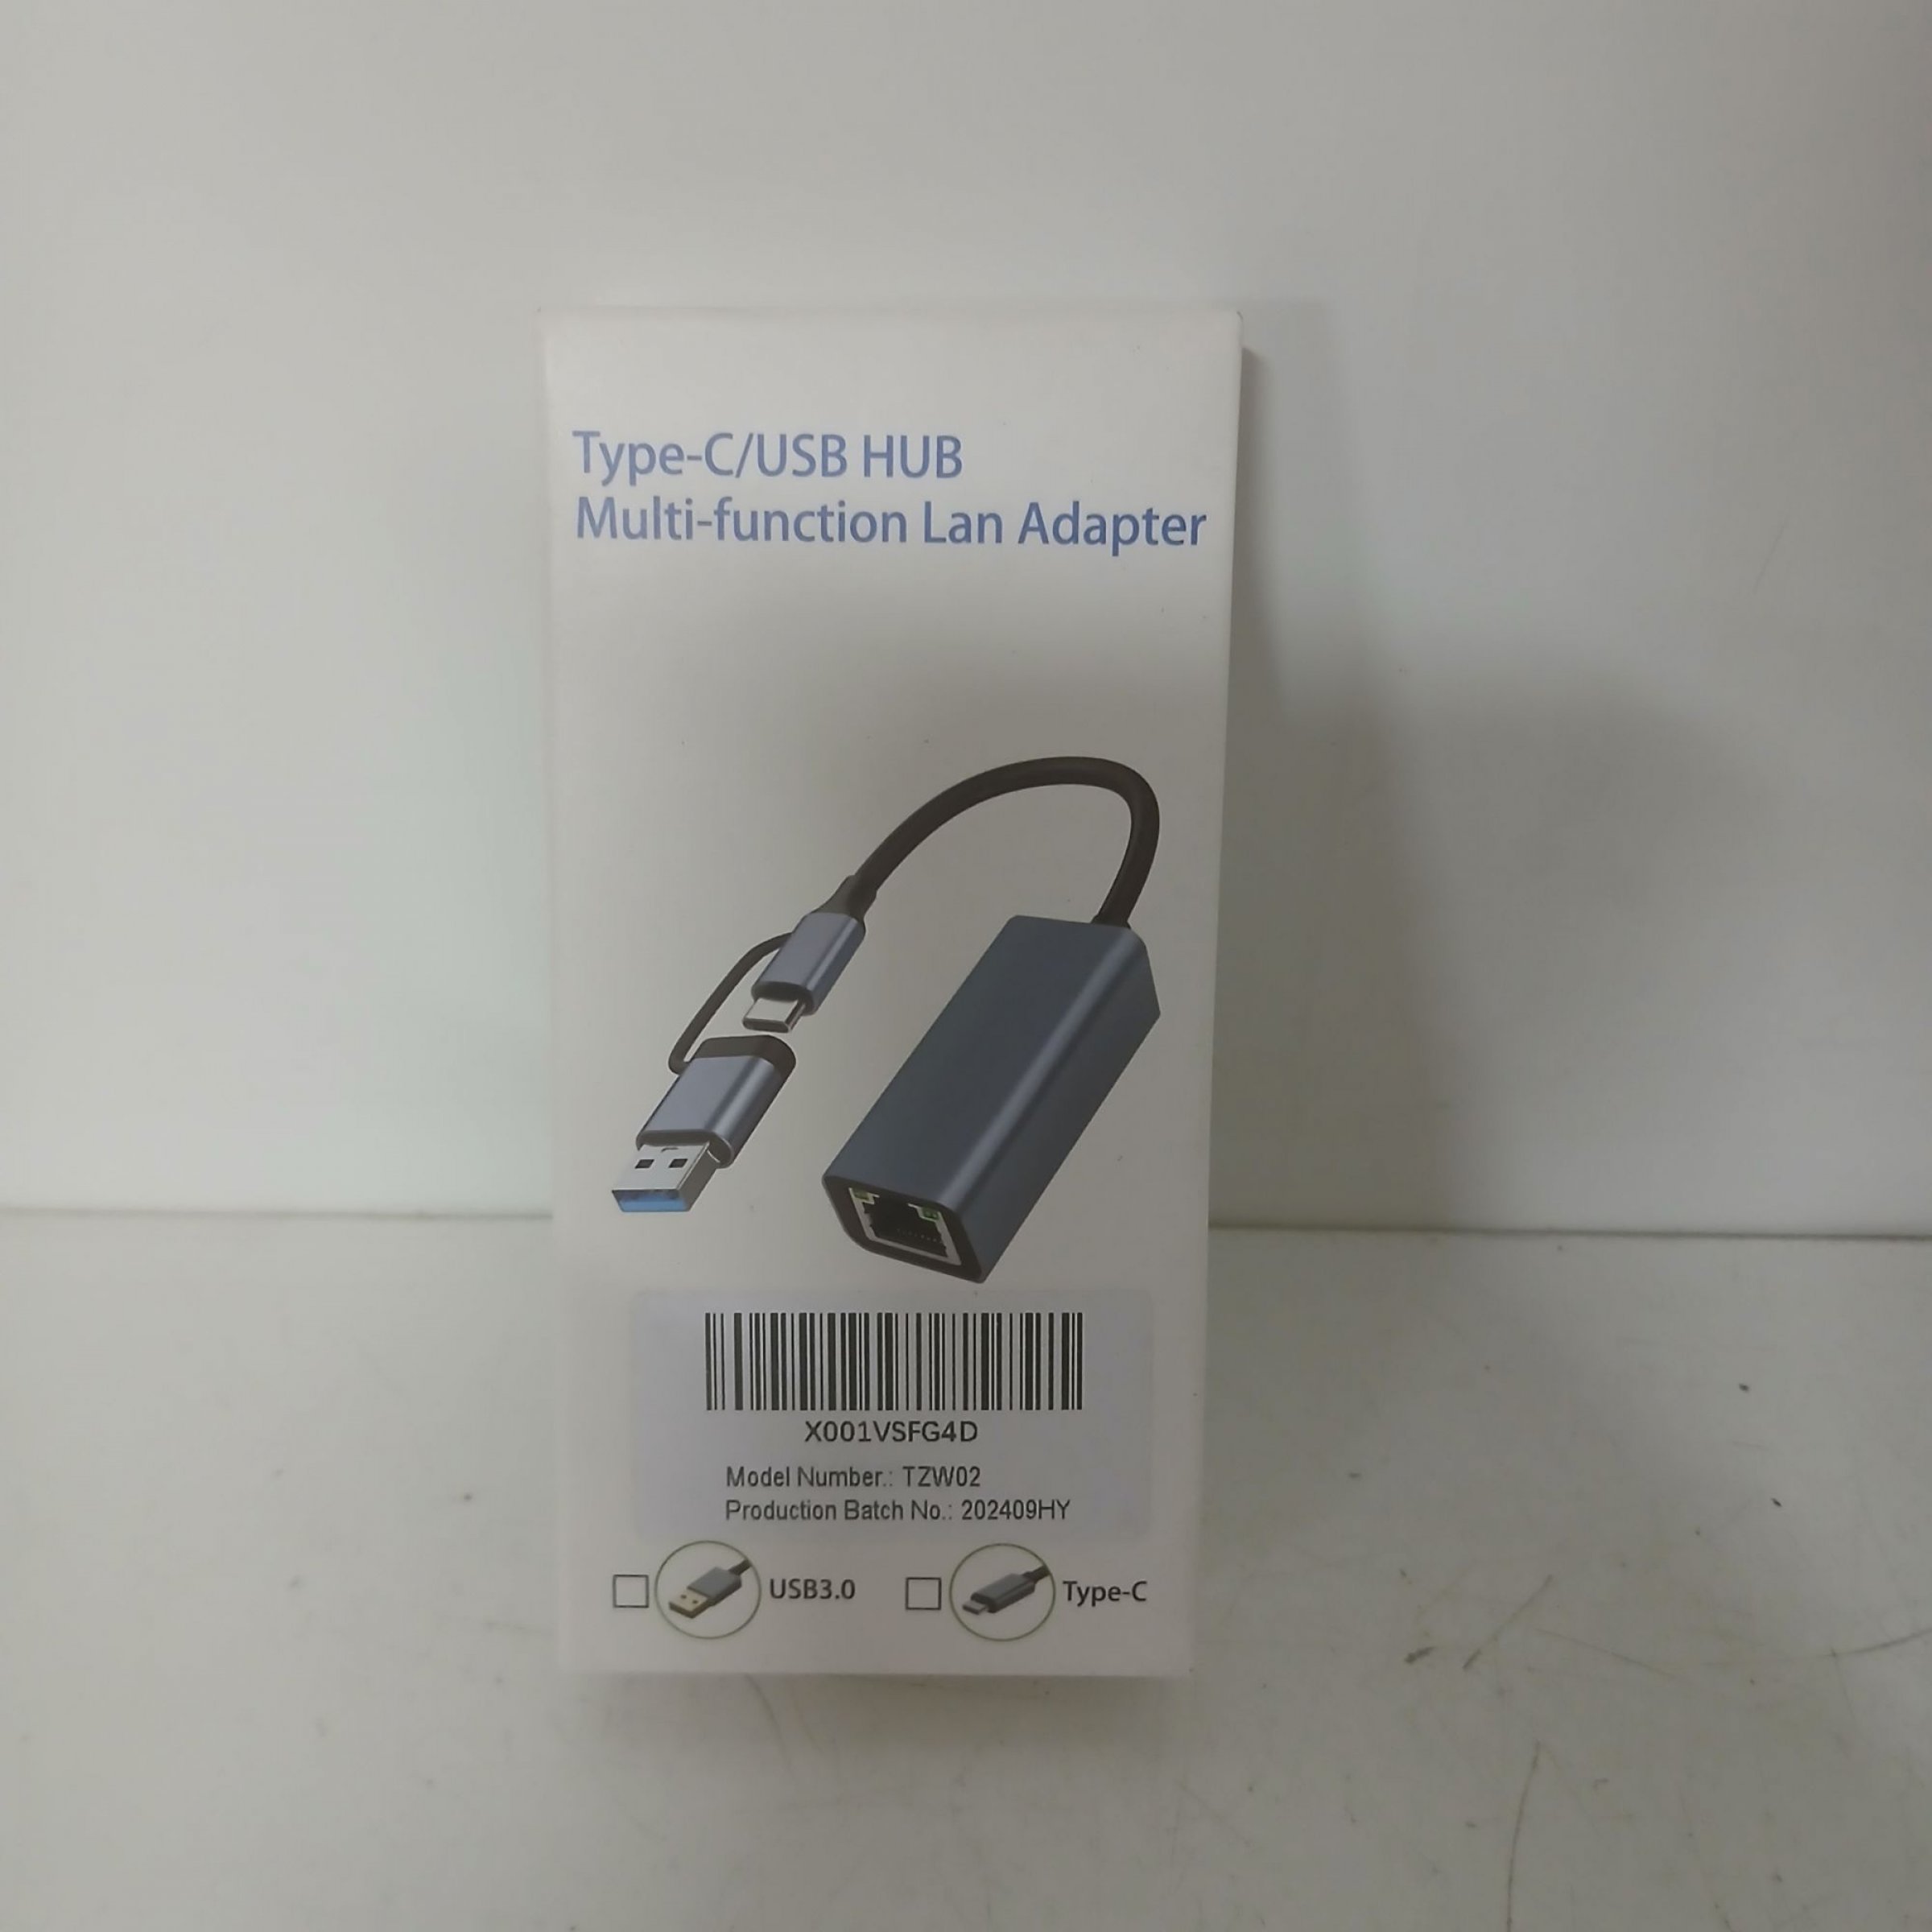 Type-C/USB HUB
Multi-function Lan Adapter
X001VSFG4D
Model Number.: TZW02
Production Batch No.: 202409HY
USB3.0
Type-C